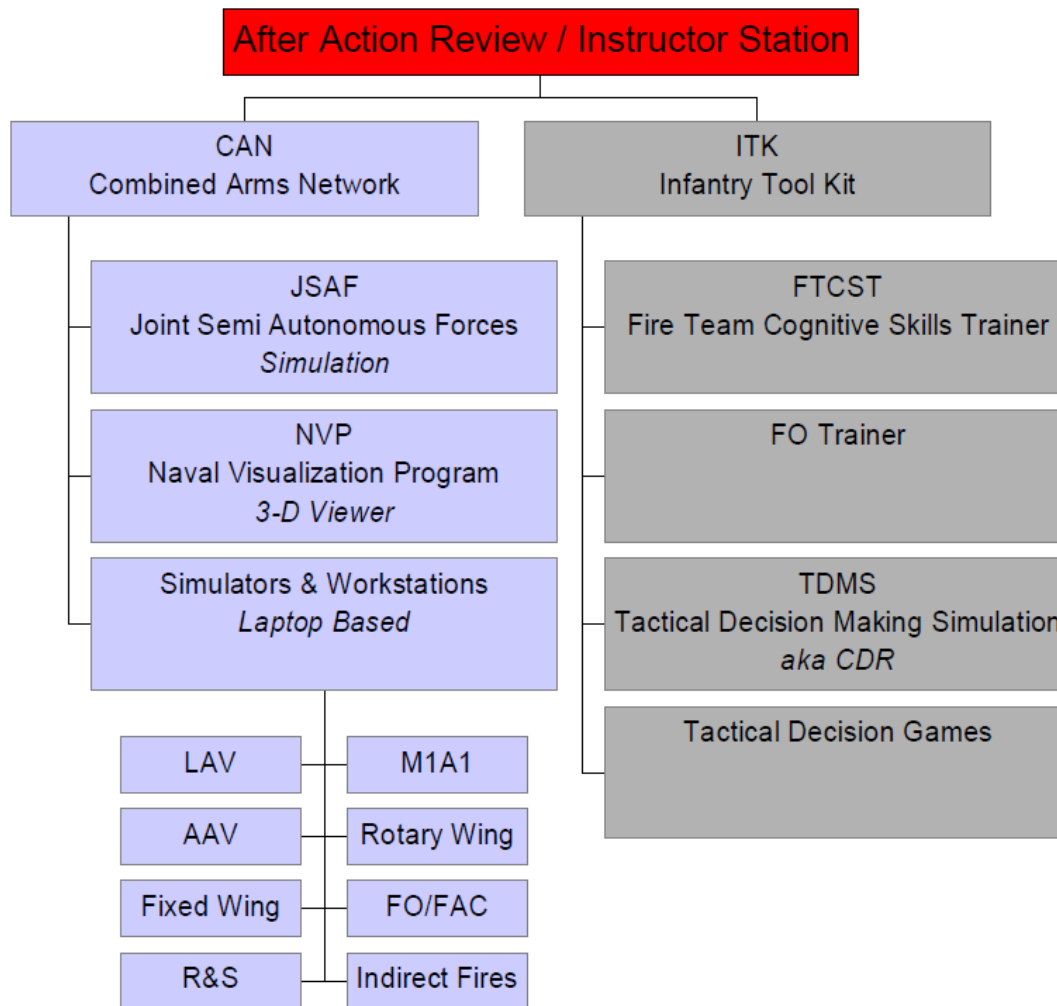 After Action Review / Instructor Station
CAN
Combined Arms Network
JSAF
Joint Semi Autonomous Forces
Simulation
NVP
Naval Visualization Program
3-D Viewer
Simulators & Workstations
Laptop Based
LAV
M1A1
AAV
Rotary Wing
Fixed Wing
FO/FAC
R&S
Indirect Fires
ITK
Infantry Tool Kit
FTCST
Fire Team Cognitive Skills Trainer
FO Trainer
TDMS
Tactical Decision Making Simulation
aka CDR
Tactical Decision Games